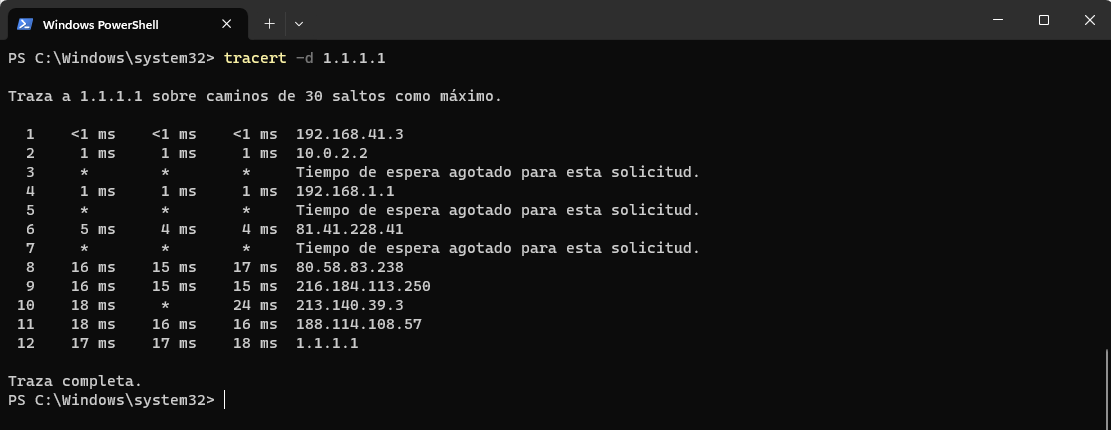 Windows PowerShell
PS C:\Windows\system32> tracert -d 1.1.1.1
Traza a 1.1.1.1 sobre caminos de 30 saltos como máximo.
1 <1 ms <1 ms <1 ms 192.168.41.3
2 1 ms 1 ms 1 ms 10.0.2.2
3 * * * Tiempo de espera agotado para esta solicitud.
4 1 ms 1 ms 1 ms 192.168.1.1
5 * * * Tiempo de espera agotado para esta solicitud.
6 5 ms 4 ms 4 ms 81.41.228.41
7 * * * Tiempo de espera agotado para esta solicitud.
8 16 ms 15 ms 17 ms 80.58.83.238
9 16 ms 15 ms 15 ms 216.184.113.250
10 18 ms * 24 ms 213.140.39.3
11 18 ms 16 ms 16 ms 188.114.108.57
12 17 ms 17 ms 18 ms 1.1.1.1
Traza completa.
PS C:\Windows\system32>